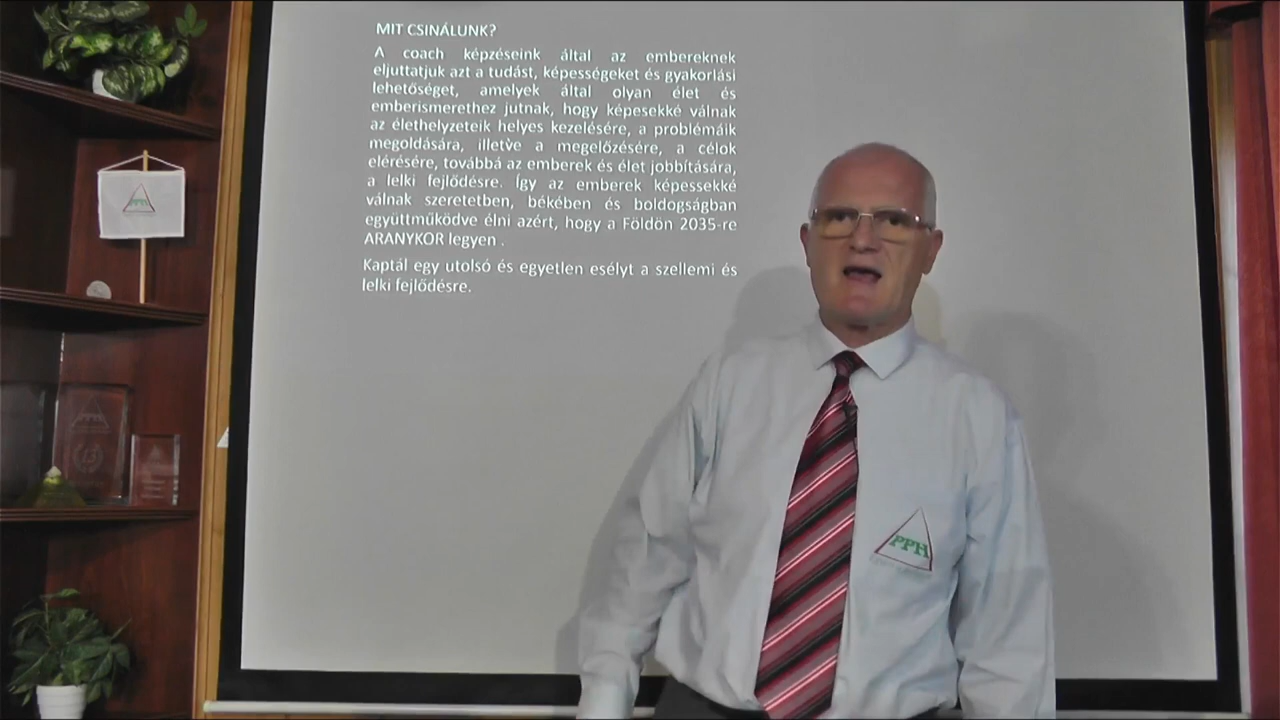 MIT CSINÁLUNK?
A coach képzéseink által az embereknek
eljuttatjuk azt a tudást, képességeket és gyakorlási
lehetőséget, amelyek által olyan élet és
emberismerethez jutnak, hogy képesekké válnak
az élethelyzeteik helyes kezelésére, a problémáik
megoldására, illetve a megelőzésére, a célok
elérésére, továbbá az emberek és élet jobbítására,
a lelki fejlődésre. Így az emberek képessekké
válnak szeretetben, békében és boldogságban
együttműködve élni azért, hogy a Földön 2035-re
ARANYKOR legyen .
Kaptál egy utolsó és egyetlen esélyt a szellemi és
lelki fejlődésre.
PPH
PPH
PPH
13